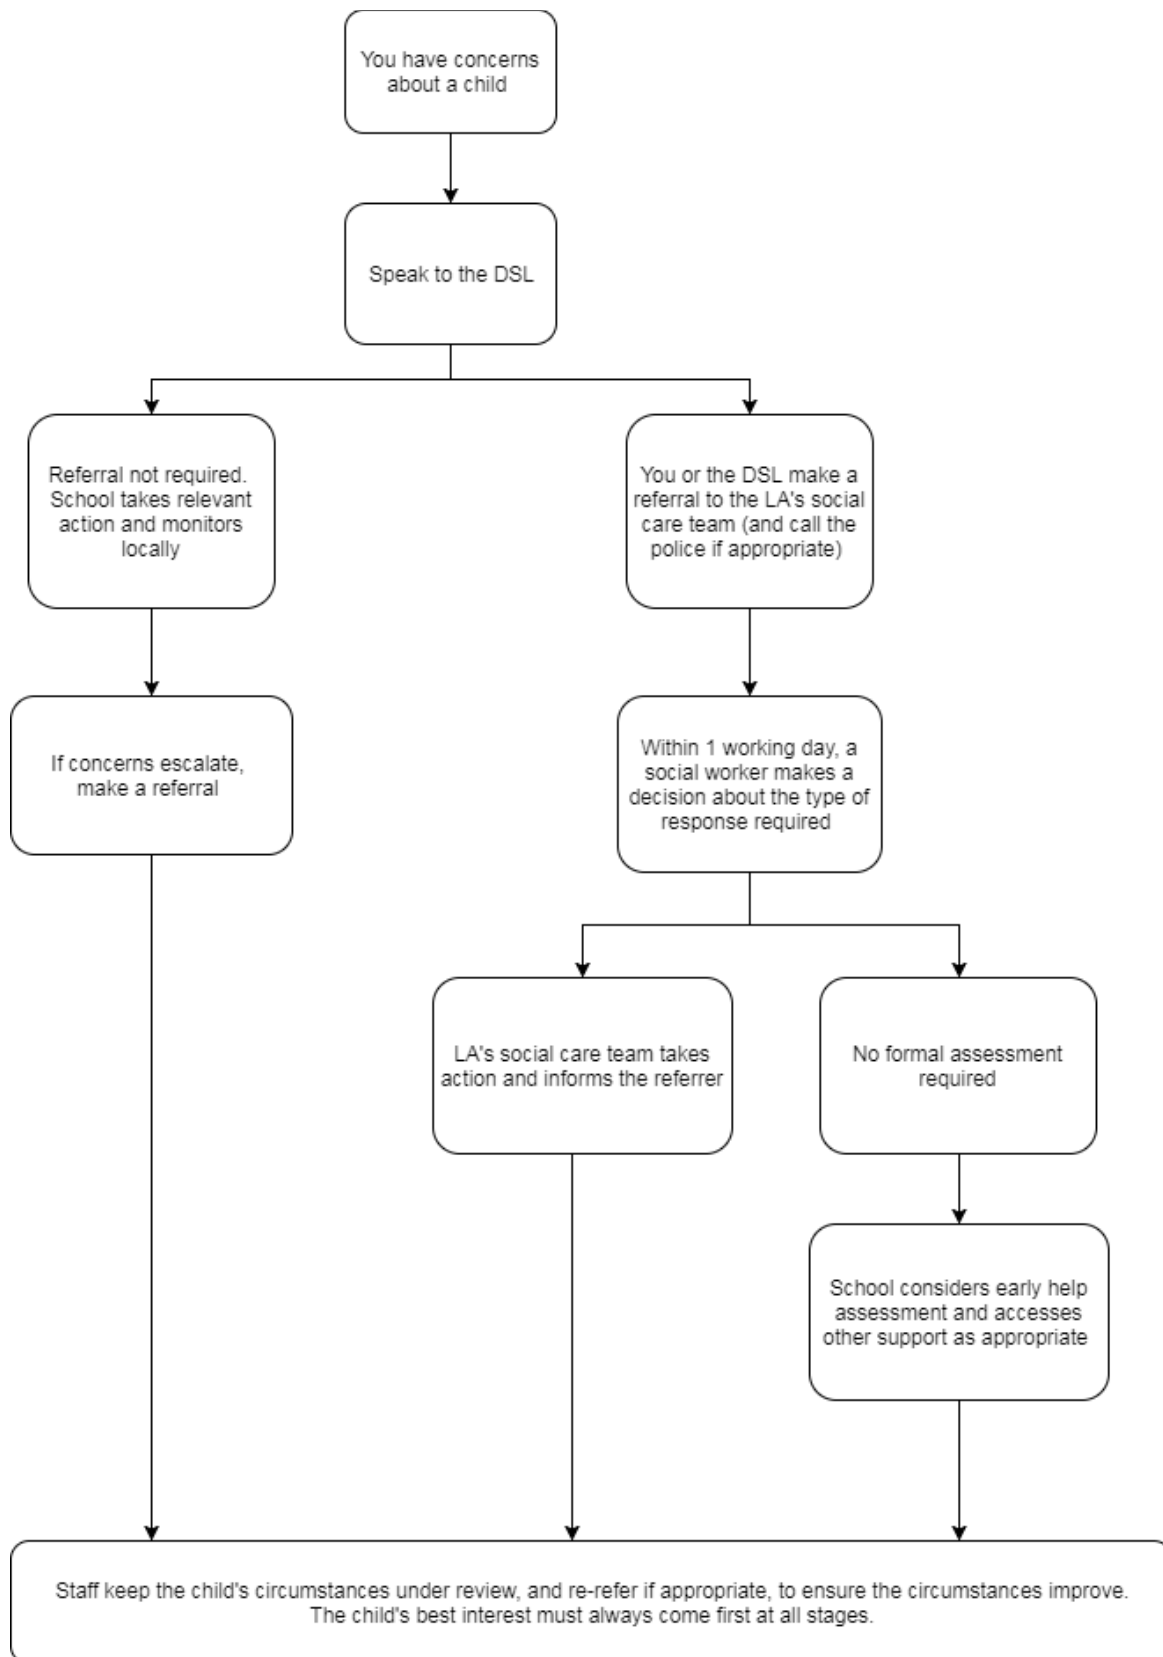 You have concerns
about a child
Speak to the DSL
Referral not required.
School takes relevant
action and monitors
locally
You or the DSL make a
referral to the LA's social
care team (and call the
police if appropriate)
If concerns escalate,
make a referral
Within 1 working day, a
social worker makes a
decision about the type of
response required
LA's social care team takes
action and informs the referrer
No formal assessment
required
School considers early help
assessment and accesses
other support as appropriate
Staff keep the child's circumstances under review, and re-refer if appropriate, to ensure the circumstances improve.
The child's best interest must always come first at all stages.